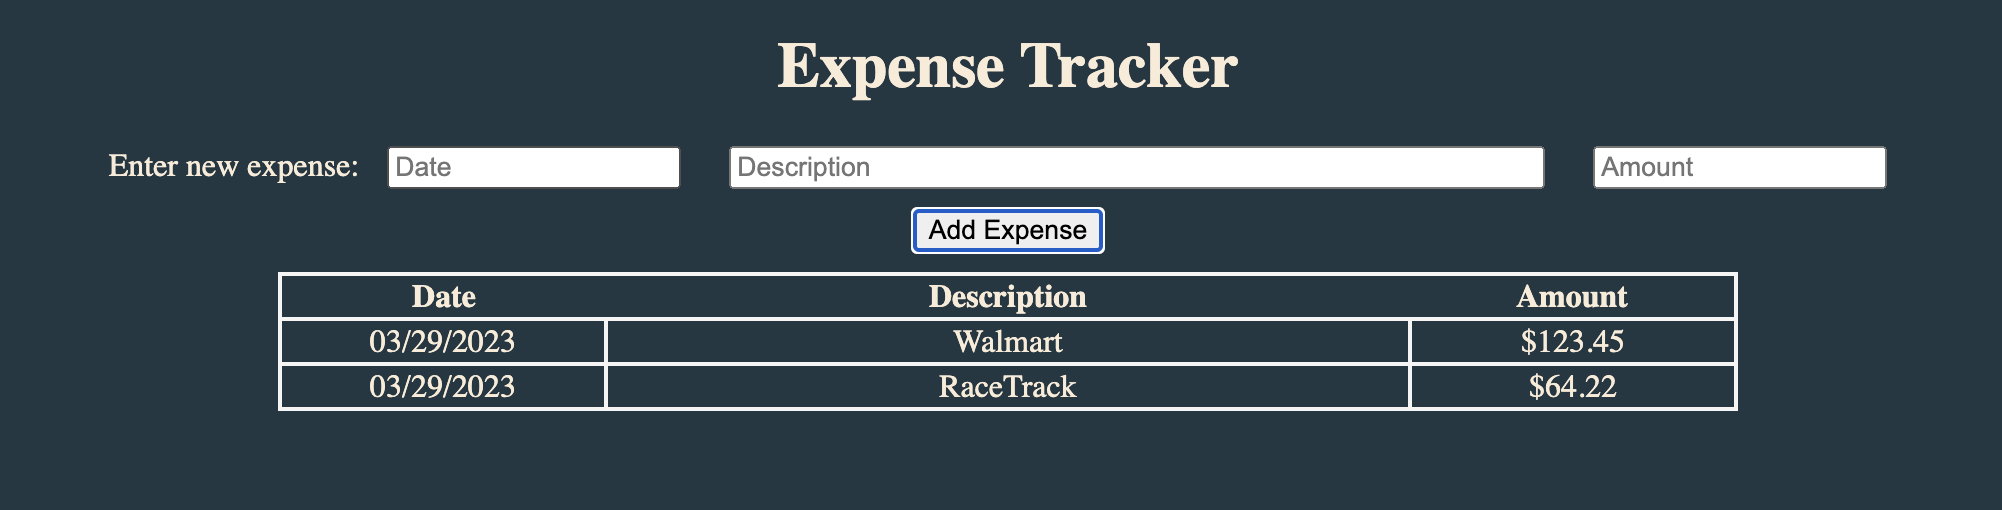 Expense Tracker
Enter new expense: Date Description Amount
Add Expense
Date Description Amount
03/29/2023 Walmart $123.45
03/29/2023 RaceTrack $64.22